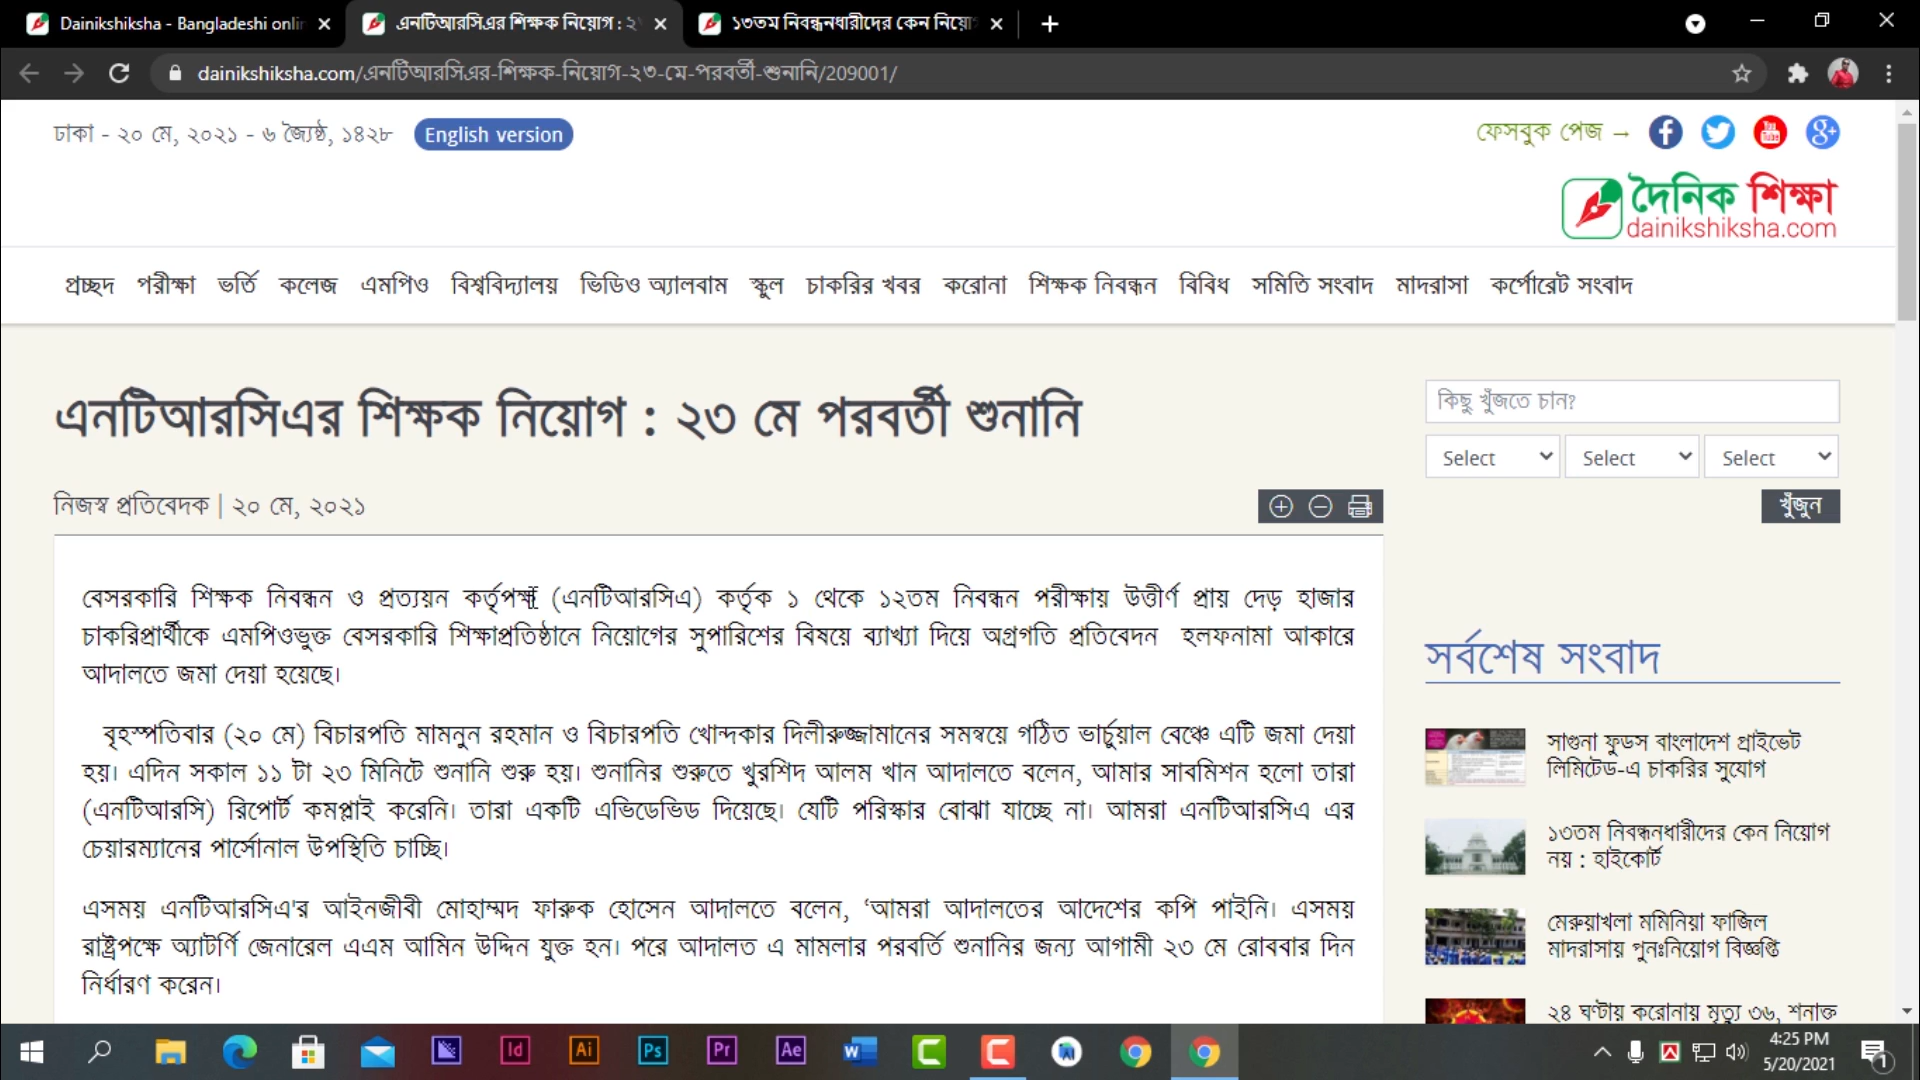 Dainikshiksha - Bangladeshi onlin
এনটিআরসিএর শিক্ষক নিয়োগ : ২
১৩তম নিবন্ধনধারীদের কেন নিয়ো
dainikshiksha.com/এনটিআরসিএর-শিক্ষক-নিয়োগ-২৩-মে-পরবর্তী-শুনানি/209001/
ঢাকা - ২০ মে, ২০২১ - ৬ জ্যৈষ্ঠ, ১৪২৮
English version
ফেসবুক পেজ →
দৈনিক শিক্ষা
dainikshiksha.com
প্রচ্ছদ পরীক্ষা ভর্তি কলেজ এমপিও বিশ্ববিদ্যালয় ভিডিও অ্যালবাম স্কুল চাকরির খবর করোনা শিক্ষক নিবন্ধন বিবিধ সমিতি সংবাদ মাদরাসা কর্পোরেট সংবাদ
এনটিআরসিএর শিক্ষক নিয়োগ : ২৩ মে পরবর্তী শুনানি
নিজস্ব প্রতিবেদক | ২০ মে, ২০২১
বেসরকারি শিক্ষক নিবন্ধন ও প্রত্যয়ন কর্তৃপক্ষ (এনটিআরসিএ) কর্তৃক ১ থেকে ১২তম নিবন্ধন পরীক্ষায় উত্তীর্ণ প্রায় দেড় হাজার
চাকরিপ্রার্থীকে এমপিওভুক্ত বেসরকারি শিক্ষাপ্রতিষ্ঠানে নিয়োগের সুপারিশের বিষয়ে ব্যাখ্যা দিয়ে অগ্রগতি প্রতিবেদন হলফনামা আকারে
আদালতে জমা দেয়া হয়েছে।
বৃহস্পতিবার (২০ মে) বিচারপতি মামনুন রহমান ও বিচারপতি খোন্দকার দিলীরুজ্জামানের সমন্বয়ে গঠিত ভার্চুয়াল বেঞ্চে এটি জমা দেয়া
হয়। এদিন সকাল ১১ টা ২৩ মিনিটে শুনানি শুরু হয়। শুনানির শুরুতে খুরশিদ আলম খান আদালতে বলেন, আমার সাবমিশন হলো তারা
(এনটিআরসি) রিপোর্ট কমপ্লাই করেনি। তারা একটি এভিডেভিড দিয়েছে। যেটি পরিস্কার বোঝা যাচ্ছে না। আমরা এনটিআরসিএ এর
চেয়ারম্যানের পার্সোনাল উপস্থিতি চাচ্ছি।
এসময় এনটিআরসিএ'র আইনজীবী মোহাম্মদ ফারুক হোসেন আদালতে বলেন, ‘আমরা আদালতের আদেশের কপি পাইনি। এসময়
রাষ্ট্রপক্ষে অ্যাটর্ণি জেনারেল এএম আমিন উদ্দিন যুক্ত হন। পরে আদালত এ মামলার পরবর্তি শুনানির জন্য আগামী ২৩ মে রোববার দিন
নির্ধারণ করেন।
কিছু খুঁজতে চান?
Select Select Select
খুঁজুন
সর্বশেষ সংবাদ
সাগুনা ফুডস বাংলাদেশ প্রাইভেট
লিমিটেড-এ চাকরির সুযোগ
১৩তম নিবন্ধনধারীদের কেন নিয়োগ
নয় : হাইকোর্ট
মেরুয়াখলা মমিনিয়া ফাজিল
মাদরাসায় পুনঃনিয়োগ বিজ্ঞপ্তি
২৪ ঘণ্টায় করোনায় মৃত্যু ৩৬, শনাক্ত
Id Ai Ps Pr Ae
4:25 PM
5/20/2021
1